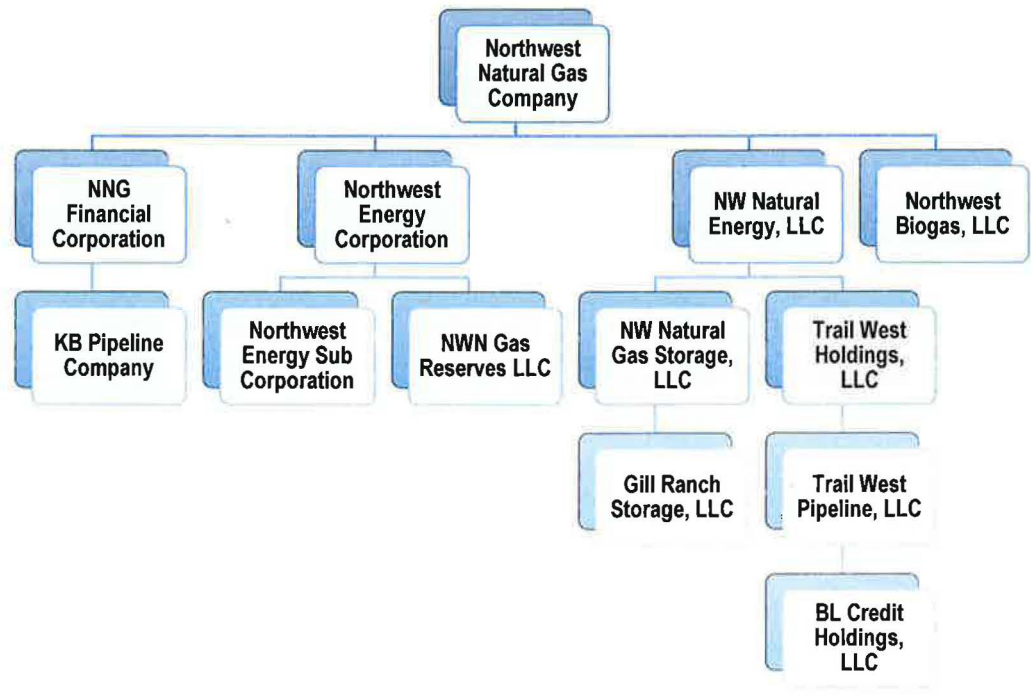 Northwest
Natural Gas
Company
NNG
Financial
Corporation
Northwest
Energy
Corporation
NW Natural
Energy, LLC
Northwest
Biogas, LLC
KB Pipeline
Company
Northwest
Energy Sub
Corporation
NWN Gas
Reserves LLC
NW Natural
Gas Storage,
LLC
Trail West
Holdings,
LLC
Gill Ranch
Storage, LLC
Trail West
Pipeline, LLC
BL Credit
Holdings,
LLC